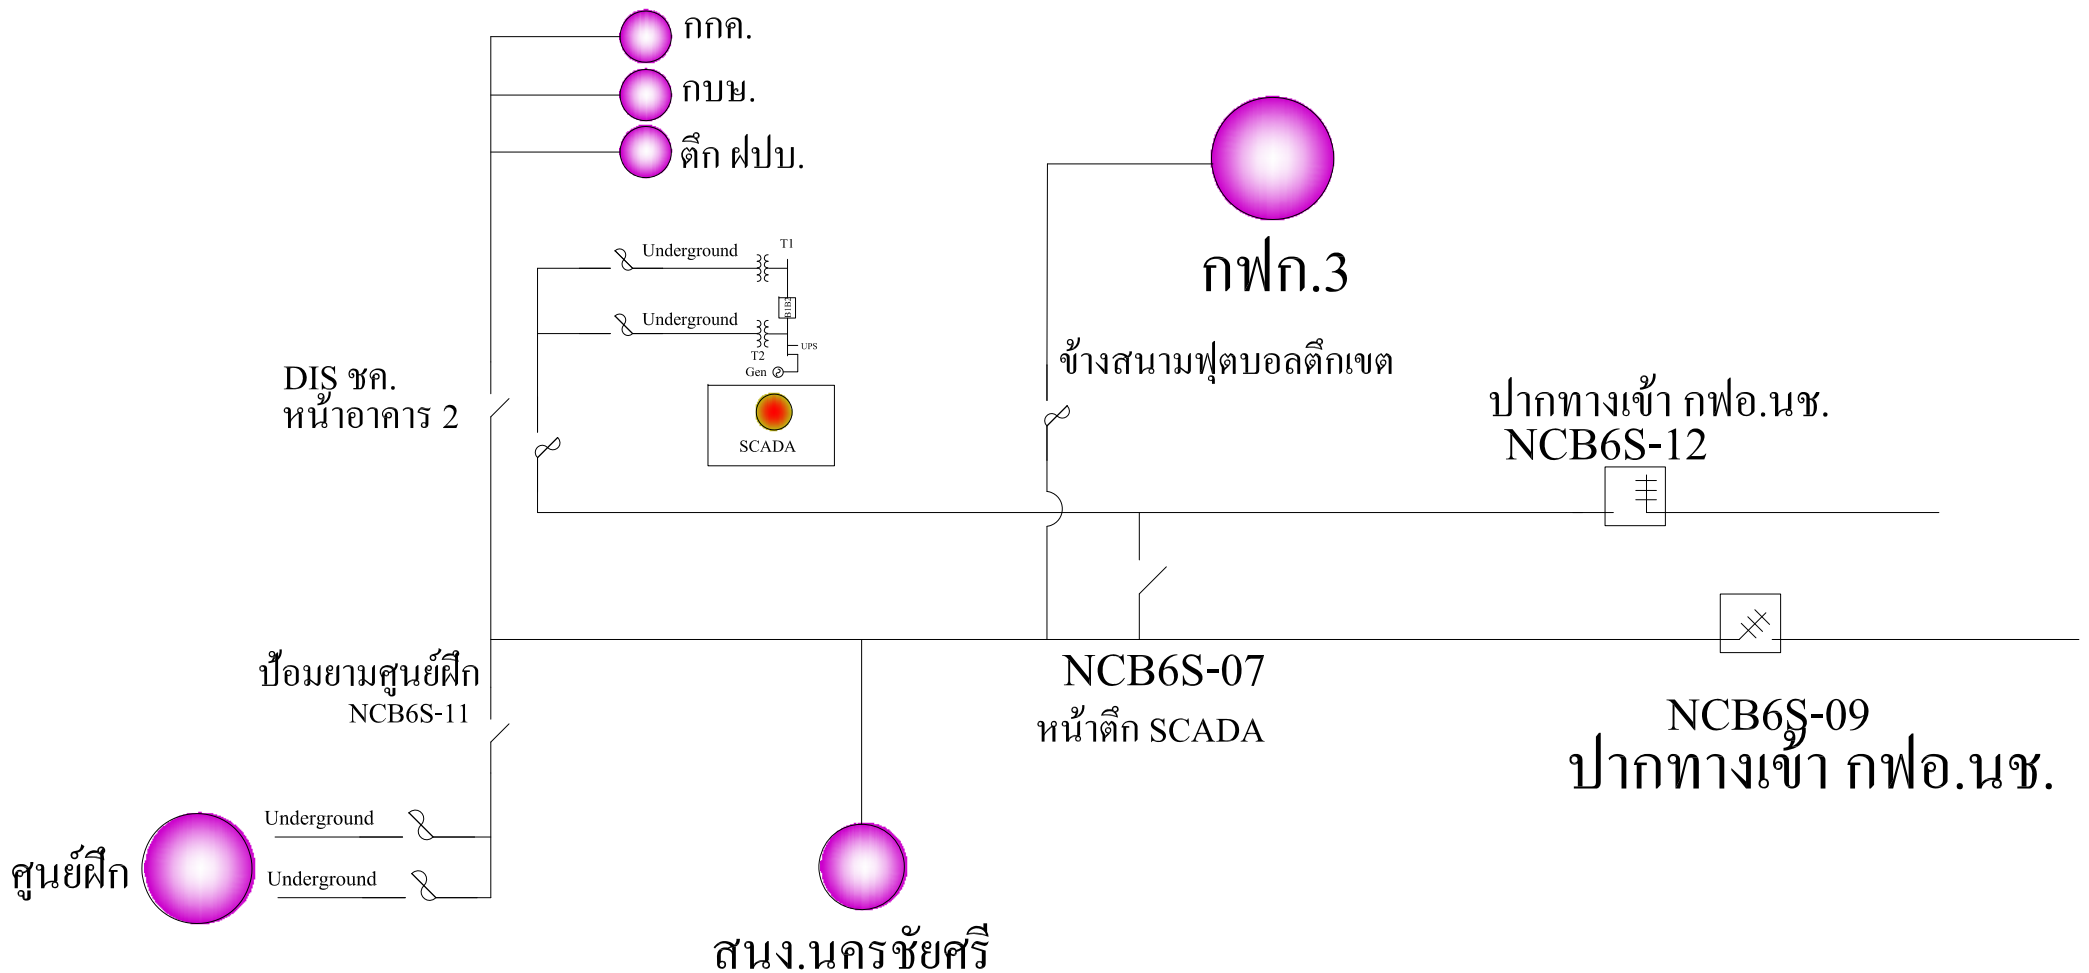 กกค.
กบษ.
ตึก ฝปบ.
Underground
T1
B1B2
Underground
T2
UPS
Gen
SCADA
กฟก.3
ข้างสนามฟุตบอลตึกเขต
DIS ชค.
หน้าอาคาร 2
ปากทางเข้า กฟอ.นช.
NCB6S-12
ป้อมยามศูนย์ฝึก
NCB6S-11
NCB6S-07
หน้าตึก SCADA
NCB6S-09
ปากทางเข้า กฟอ.นช.
Underground
Underground
ศูนย์ฝึก
สนง.นครชัยศรี